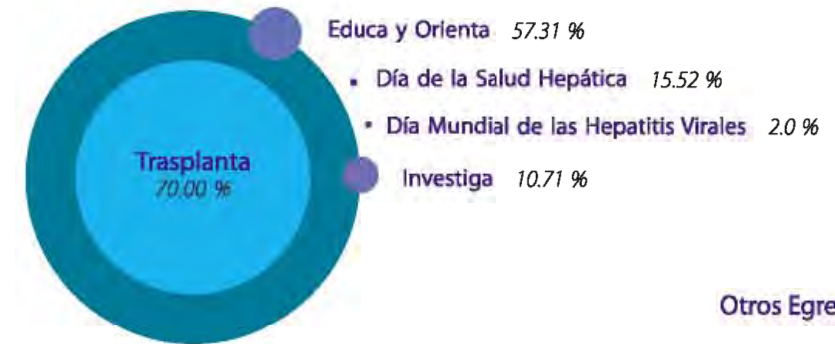 Educa y Orienta 57.31 %
• Día de la Salud Hepática 15.52 %
• Día Mundial de las Hepatitis Virales 2.0 %
Trasplanta
70.00 %
Investiga 10.71 %
Otros Egre